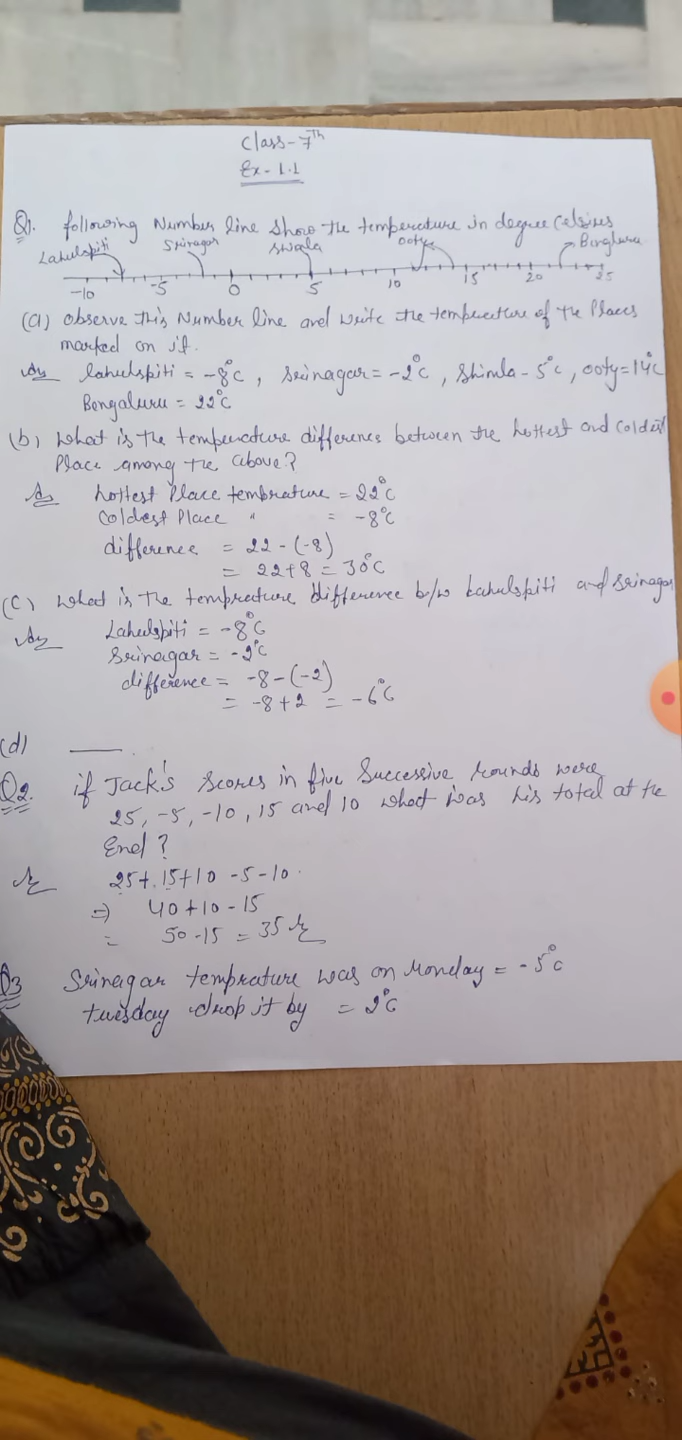 Class-7Th
Ex- 1.1
Q1. following Number line show the temperature in degree Celsius
Lahulspiti Srinagar Ooty Bengluru
-10 -5 0 5 10 15 20 25
(a) Observe this Number line and write the temperature of the Places
marked on it.
Ans lahulspiti = -8°C, Srinagar = -2°C, Shimla - 5°C, Ooty = 14°C
Bengaluru = 22°C
(b) What is the temperature difference between the hottest and coldest
Place among the above?
Ans hottest Place temprature = 22°C
Coldest Place " = -8°C
difference = 22 - (-8)
= 22+8 = 30°C
(C) What is the temprature difference b/w Lahulspiti and Srinagar
Ans Lahulspiti = -8°C
Srinagar = -2°C
difference = -8-(-2)
= -8+2 = -6°C
(d) ——.
Q2. if Jack's scores in five Successive rounds were
25, -5, -10, 15 and 10 what was his total at the
End?
25+15+10 -5-10.
⇒ 40+10-15
= 50-15 = 35
Q3 Srinagar temprature was on Monday = -5°C
tuesday drop it by = 2°C